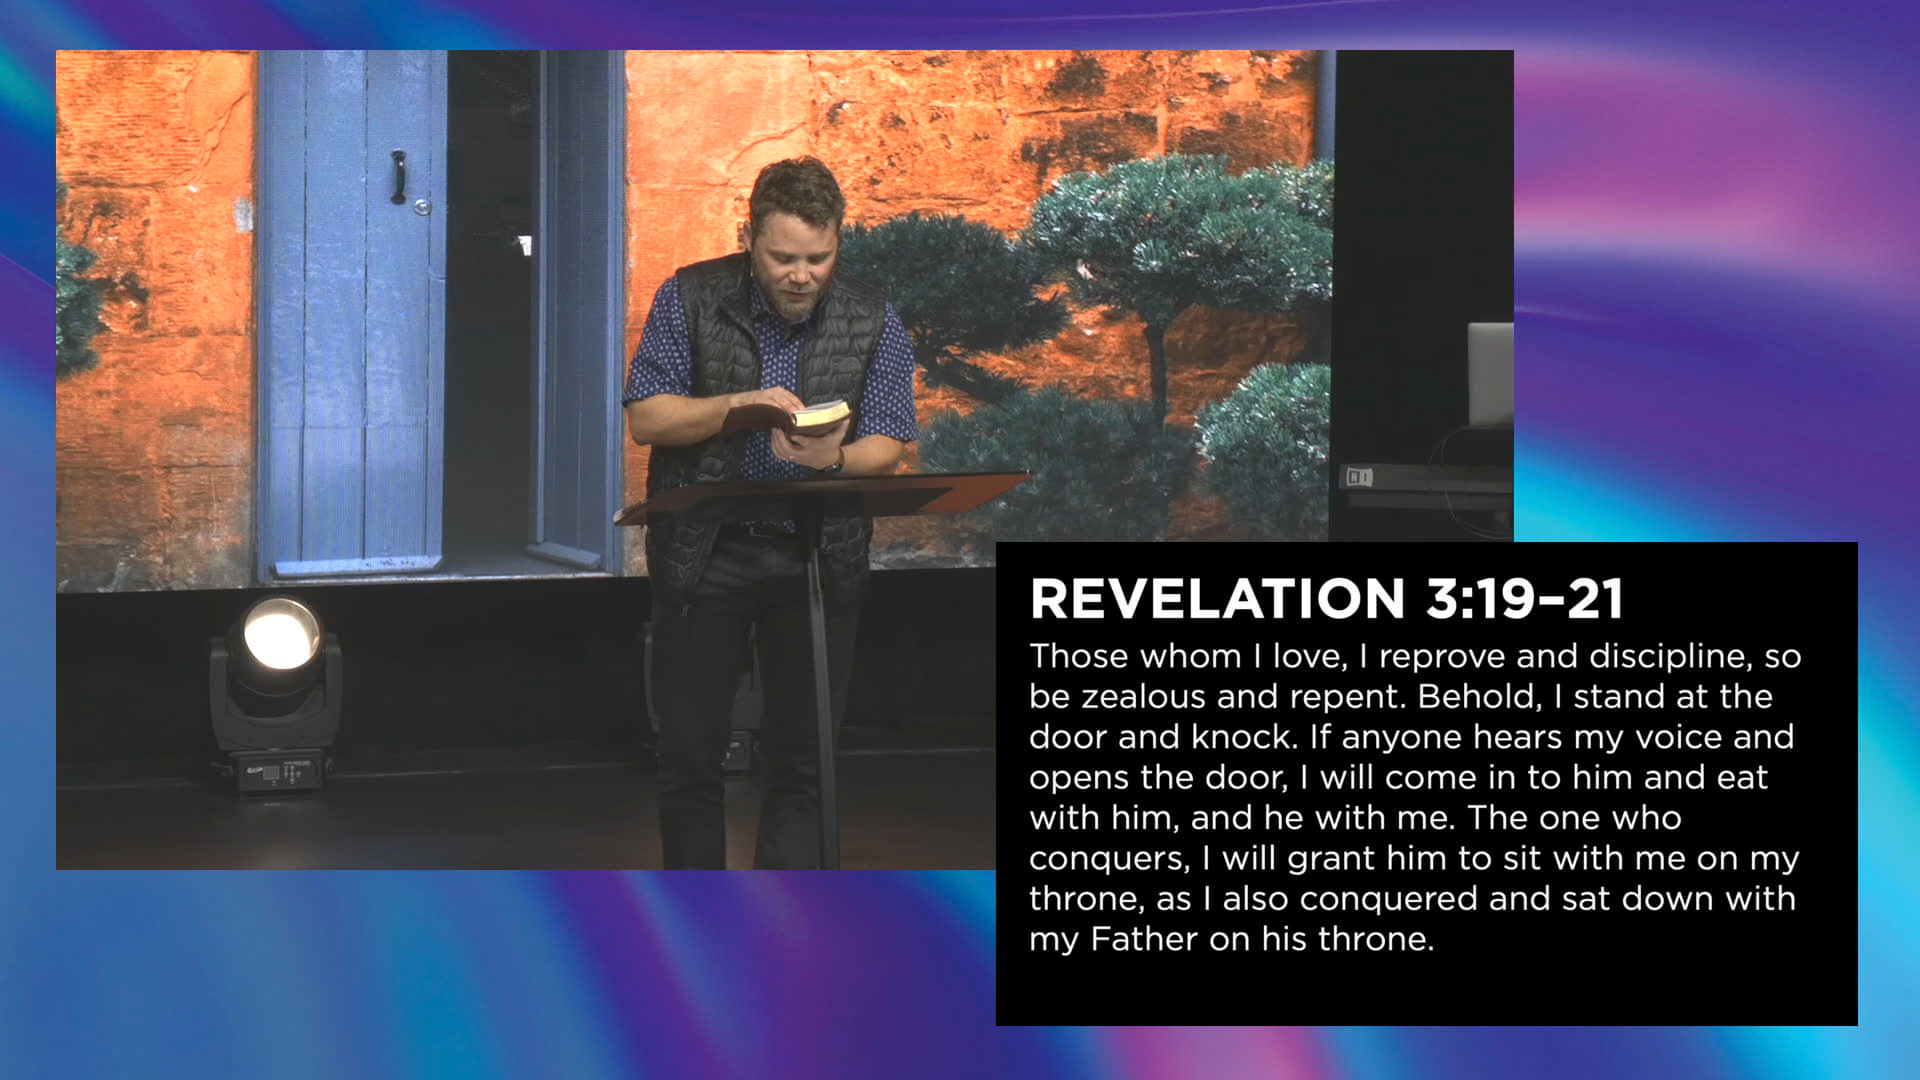 REVELATION 3:19–21
Those whom I love, I reprove and discipline, so
be zealous and repent. Behold, I stand at the
door and knock. If anyone hears my voice and
opens the door, I will come in to him and eat
with him, and he with me. The one who
conquers, I will grant him to sit with me on my
throne, as I also conquered and sat down with
my Father on his throne.